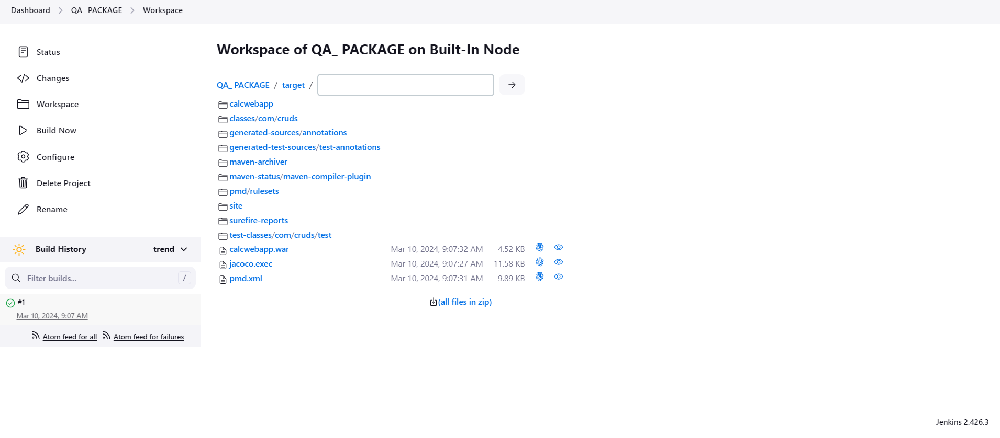 Dashboard > QA_ PACKAGE > Workspace
Status
Changes
Workspace
Build Now
Configure
Delete Project
Rename
Build History trend
Filter builds... /
#1
Mar 10, 2024, 9:07 AM
Atom feed for all Atom feed for failures
Workspace of QA_ PACKAGE on Built-In Node
QA_ PACKAGE / target /
calcwebapp
classes/com/cruds
generated-sources/annotations
generated-test-sources/test-annotations
maven-archiver
maven-status/maven-compiler-plugin
pmd/rulesets
site
surefire-reports
test-classes/com/cruds/test
calcwebapp.war Mar 10, 2024, 9:07:32 AM 4.52 KB
jacoco.exec Mar 10, 2024, 9:07:27 AM 11.58 KB
pmd.xml Mar 10, 2024, 9:07:31 AM 9.89 KB
(all files in zip)
Jenkins 2.426.3